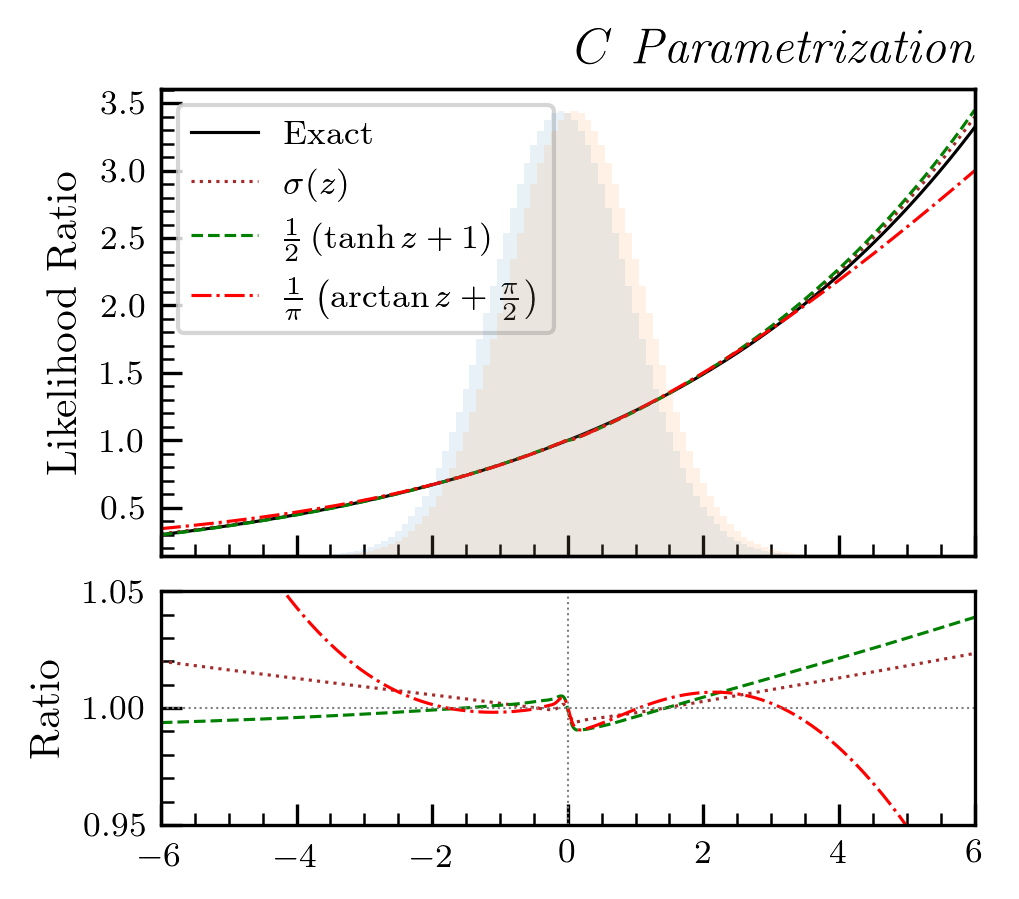 C Parametrization
Likelihood Ratio
3.5
3.0
2.5
2.0
1.5
1.0
0.5
Exact
σ(z)
1/2 (tanh z + 1)
1/π (arctan z + π/2)
Ratio
1.05
1.00
0.95
−6 −4 −2 0 2 4 6